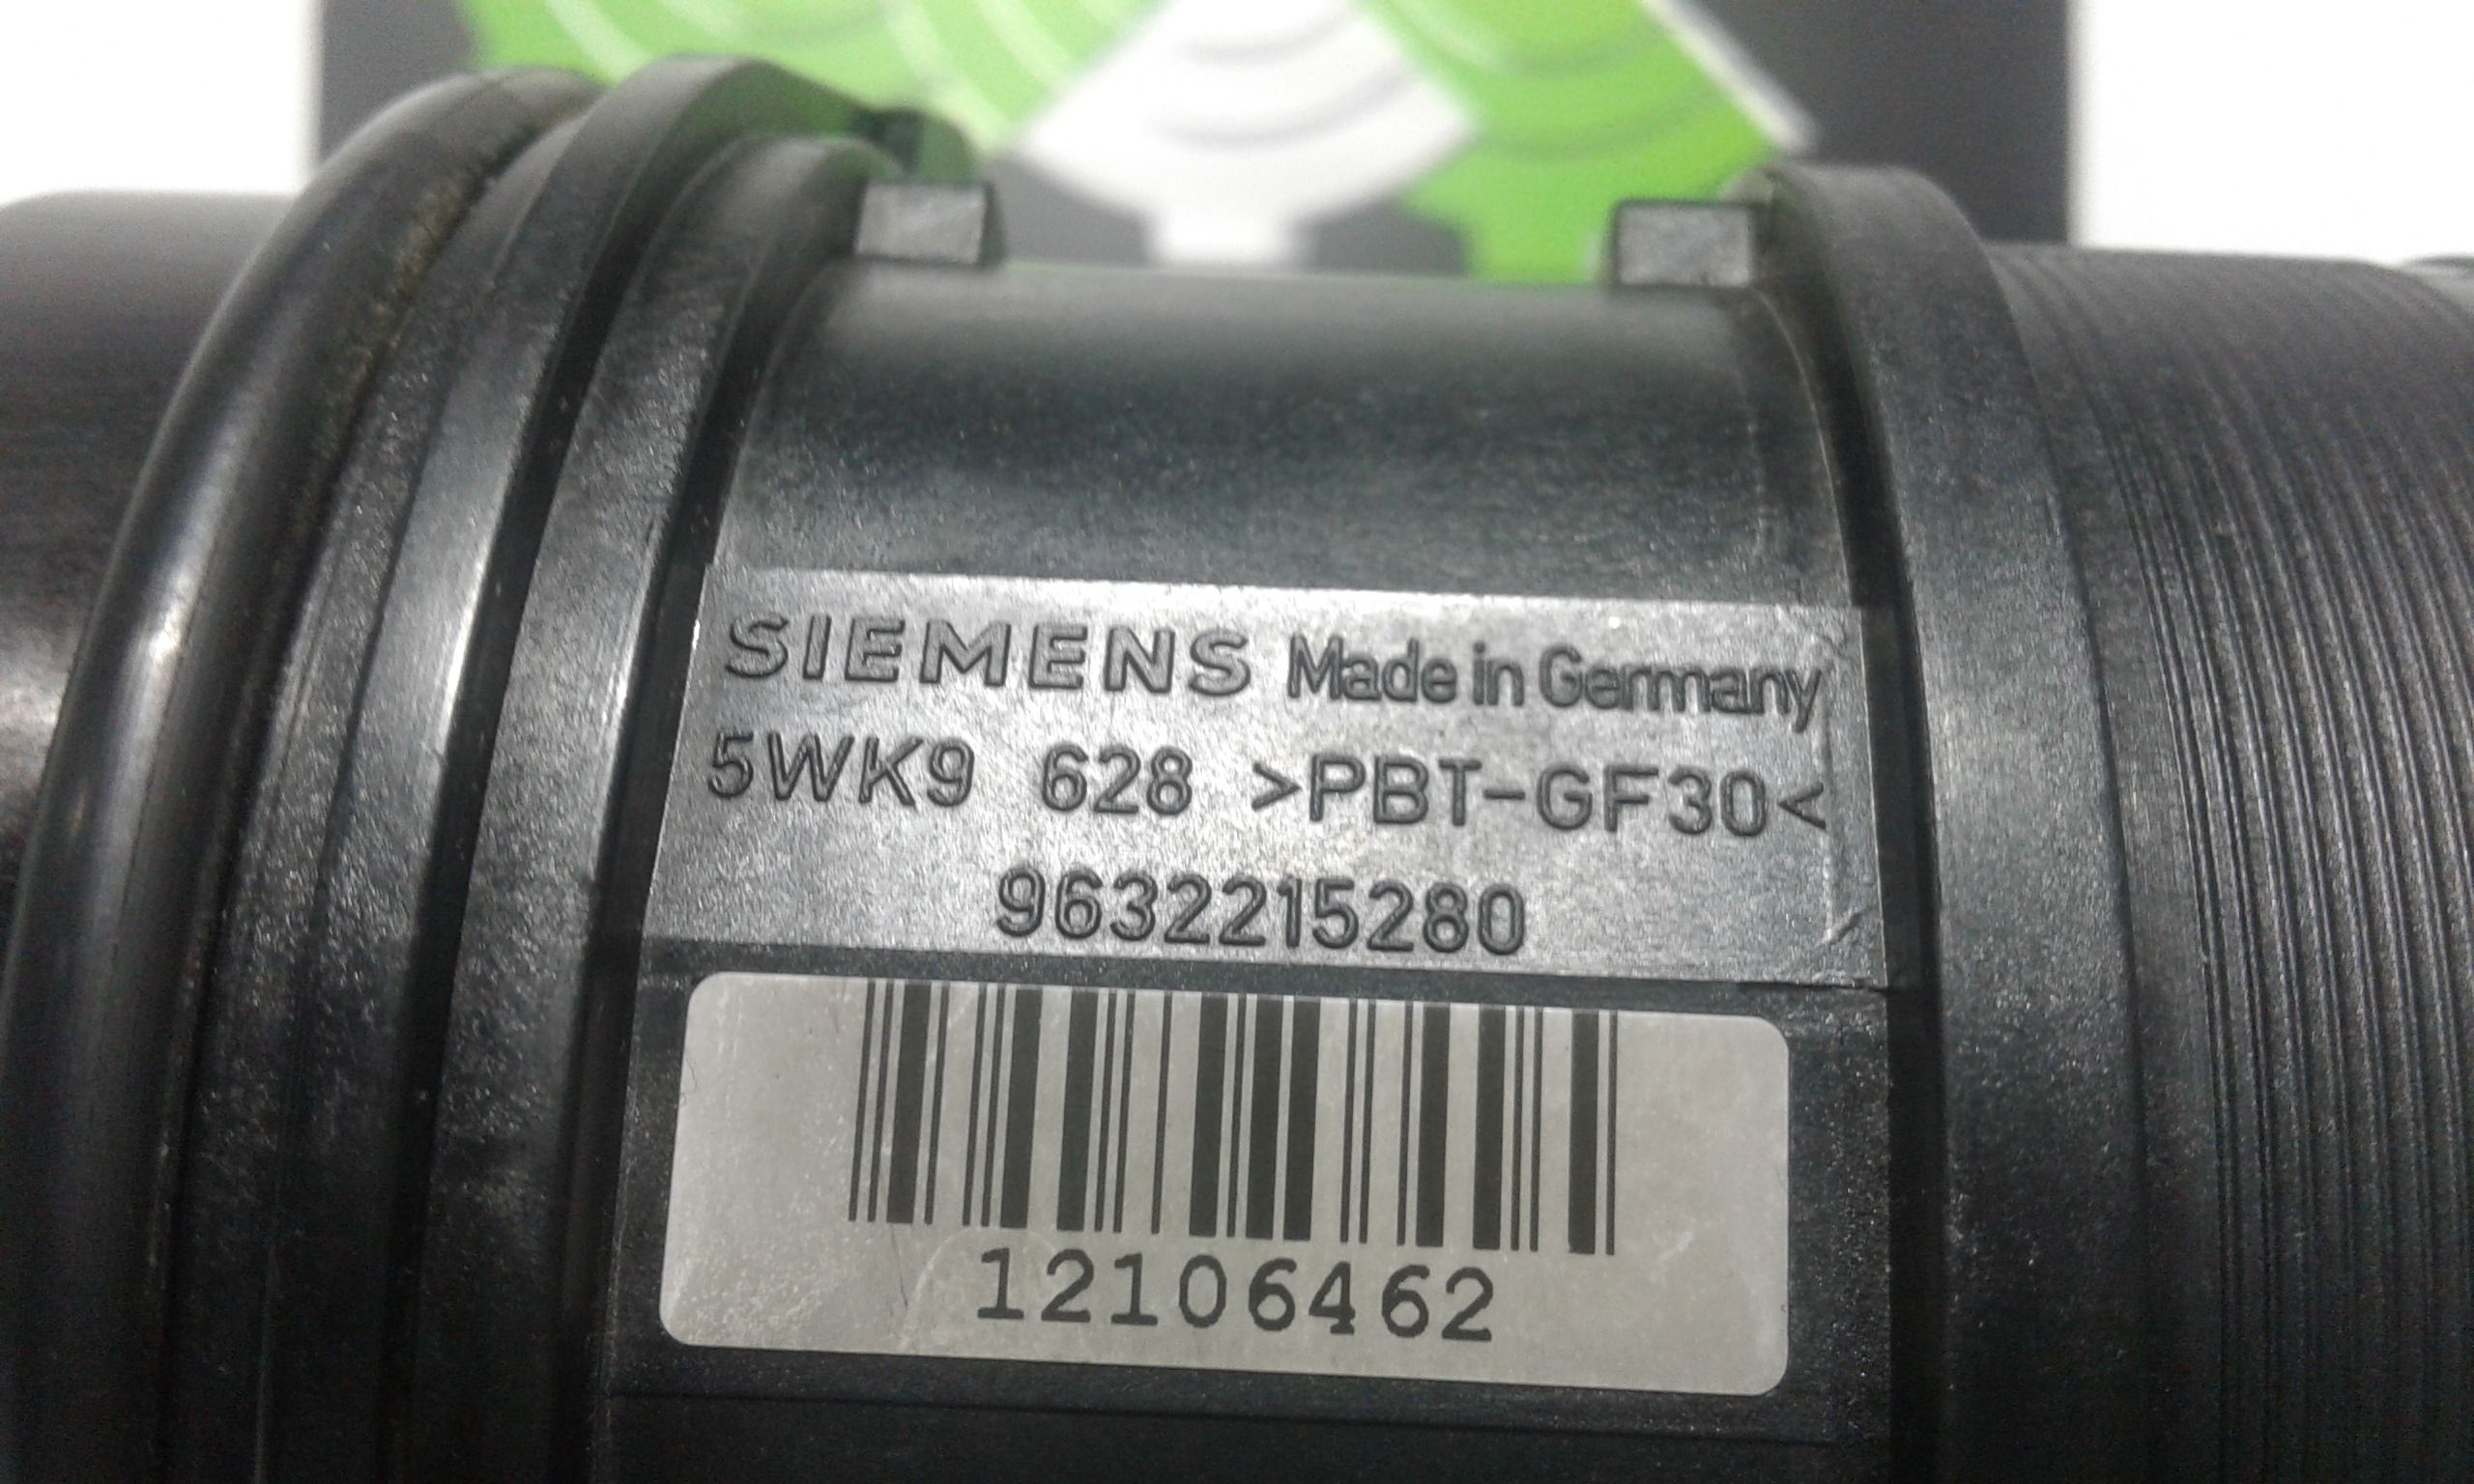 SIEMENS Made in Germany
5WK9 628 >PBT-GF30<
9632215280
12106462